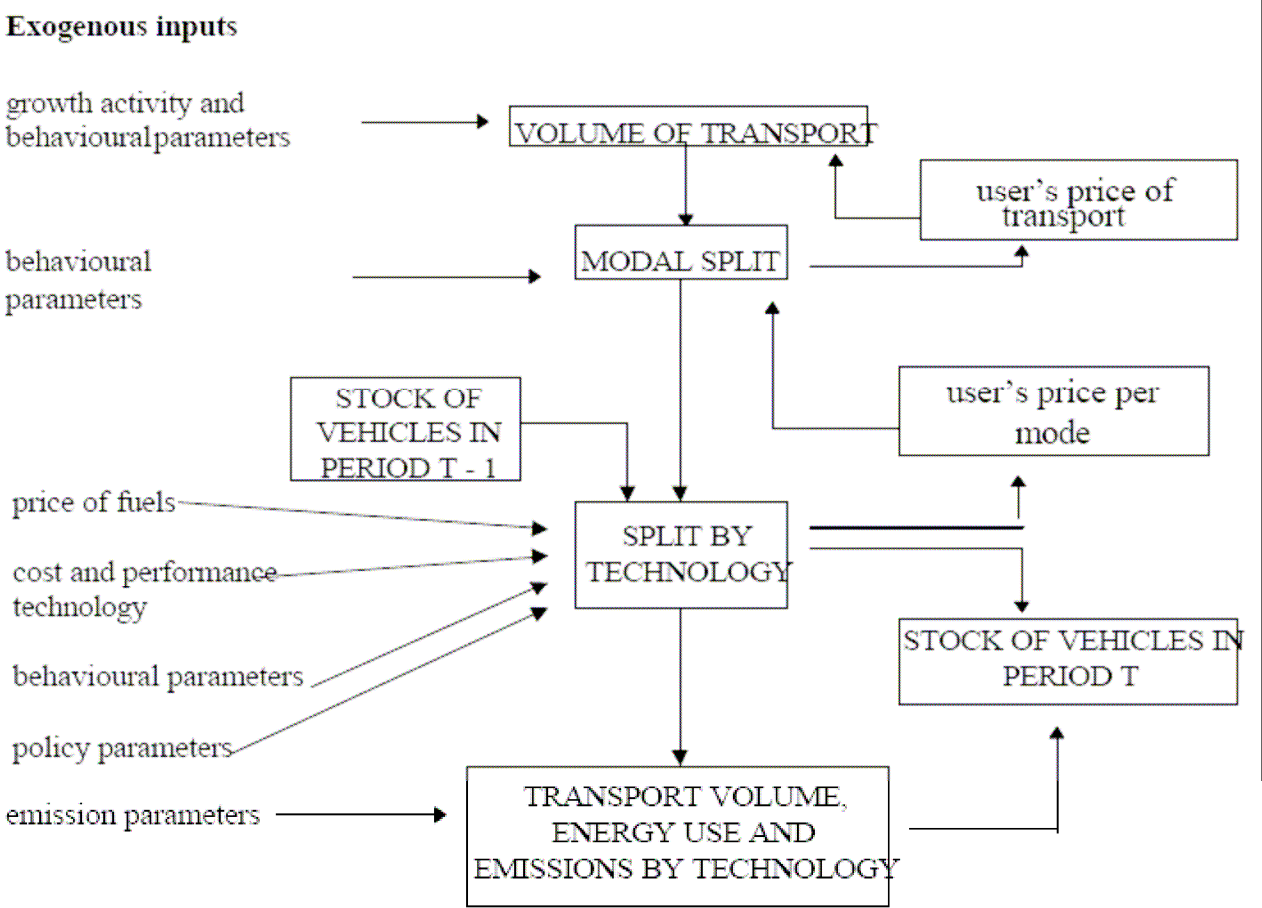 Exogenous inputs
growth activity and
behavioural parameters
VOLUME OF TRANSPORT
user's price of
transport
behavioural
parameters
MODAL SPLIT
user's price per
mode
STOCK OF
VEHICLES IN
PERIOD T - 1
price of fuels
cost and performance
technology
behavioural parameters
policy parameters
SPLIT BY
TECHNOLOGY
STOCK OF VEHICLES IN
PERIOD T
emission parameters
TRANSPORT VOLUME,
ENERGY USE AND
EMISSIONS BY TECHNOLOGY